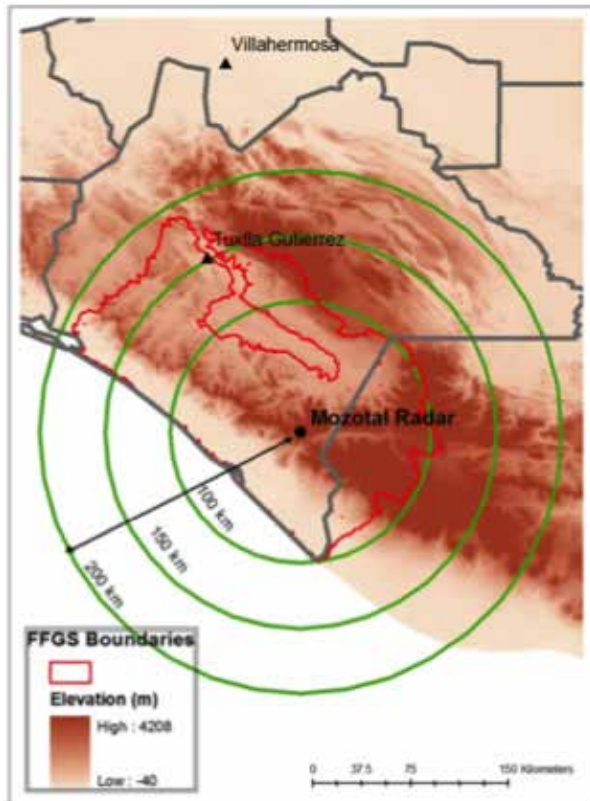 Villahermosa
Tuxtla Gutiérrez
Mozotal Radar
100 km
150 km
200 km
FFGS Boundaries
Elevation (m)
High : 4208
Low : -40
0 37.5 75 150 Kilometers